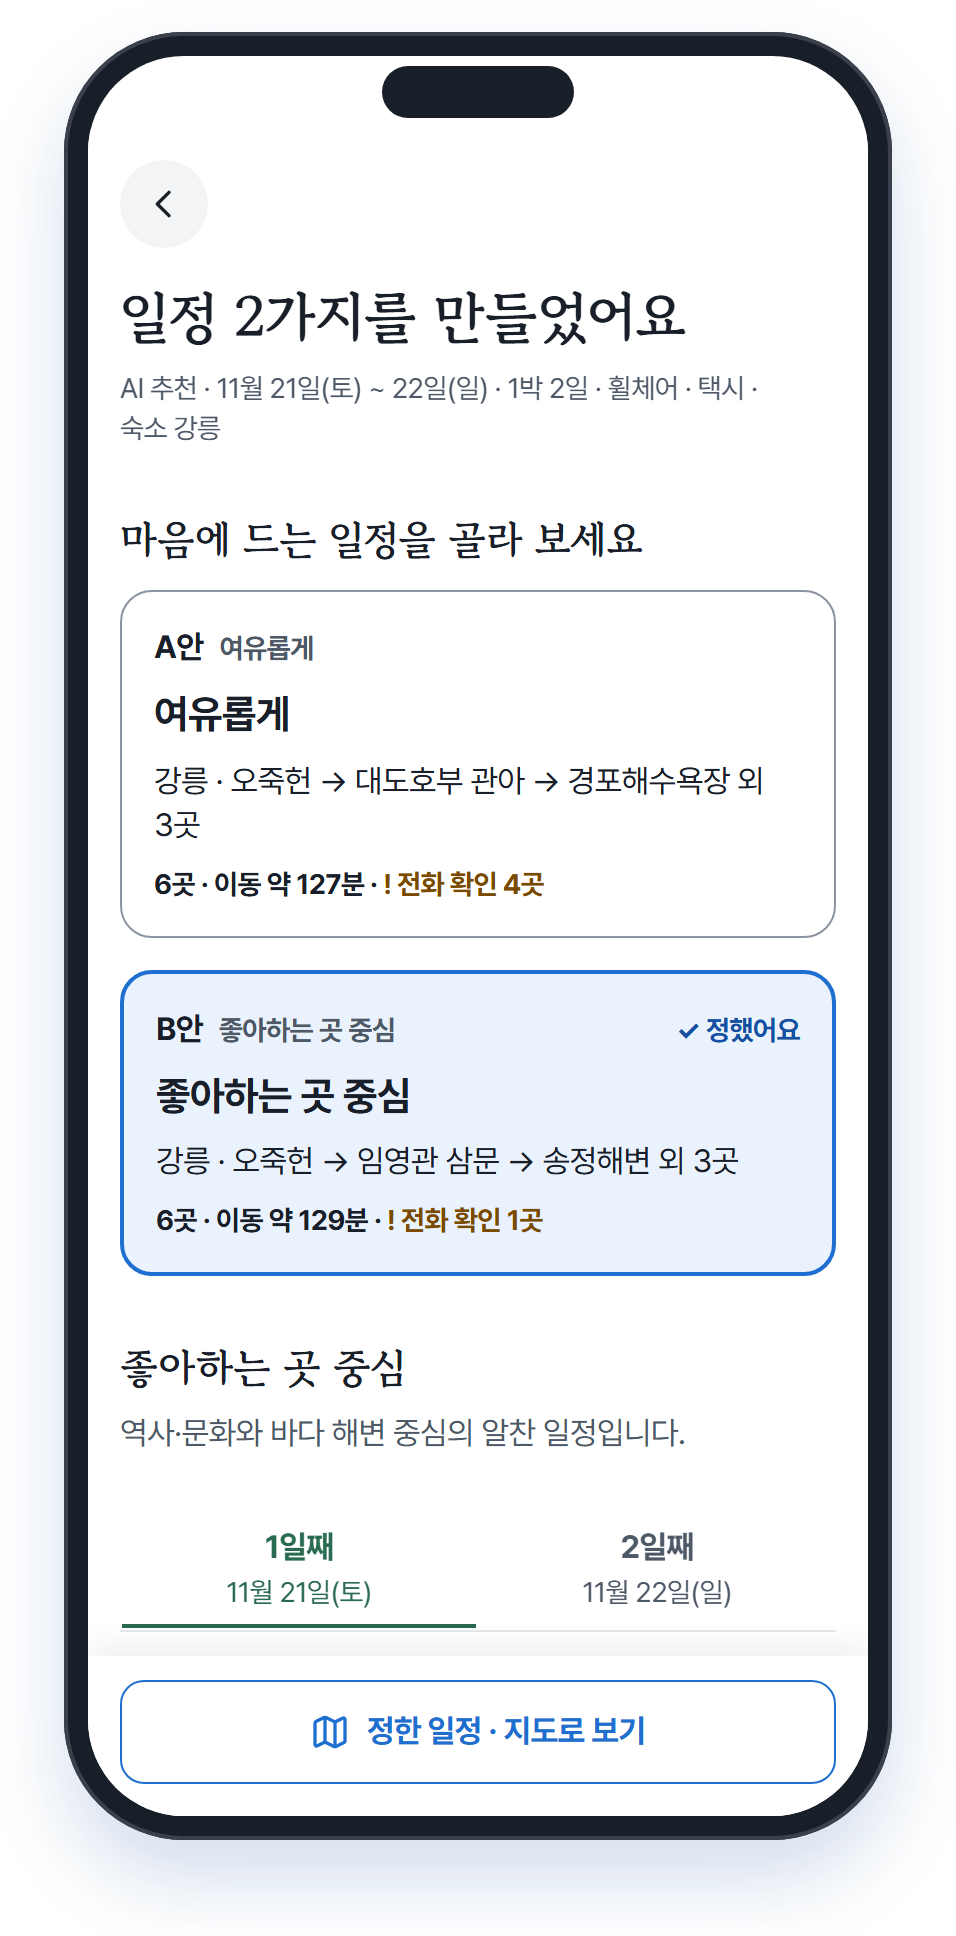 일정 2가지를 만들었어요
AI 추천 · 11월 21일(토) ~ 22일(일) · 1박 2일 · 휠체어 · 택시 ·
숙소 강릉
마음에 드는 일정을 골라 보세요
A안 여유롭게
여유롭게
강릉 · 오죽헌 → 대도호부 관아 → 경포해수욕장 외
3곳
6곳 · 이동 약 127분 · ! 전화 확인 4곳
B안 좋아하는 곳 중심 ✓ 정했어요
좋아하는 곳 중심
강릉 · 오죽헌 → 임영관 삼문 → 송정해변 외 3곳
6곳 · 이동 약 129분 · ! 전화 확인 1곳
좋아하는 곳 중심
역사·문화와 바다 해변 중심의 알찬 일정입니다.
1일째 2일째
11월 21일(토) 11월 22일(일)
정한 일정 · 지도로 보기